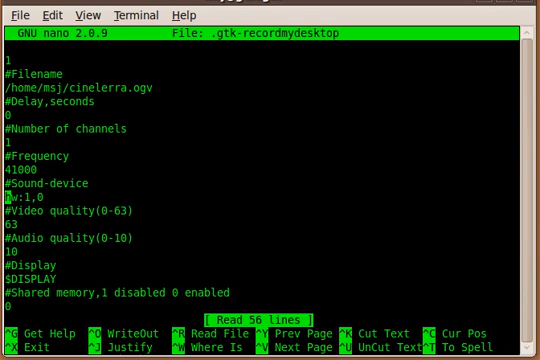 File Edit View Terminal Help
GNU nano 2.0.9 File: .gtk-recordmydesktop
1
#Filename
/home/msj/cinelerra.ogv
#Delay,seconds
0
#Number of channels
1
#Frequency
41000
#Sound-device
hw:1,0
#Video quality(0-63)
63
#Audio quality(0-10)
10
#Display
$DISPLAY
#Shared memory,1 disabled 0 enabled
0
[ Read 56 lines ]
^G Get Help ^O WriteOut ^R Read File ^Y Prev Page ^K Cut Text ^C Cur Pos
^X Exit ^J Justify ^W Where Is ^V Next Page ^U UnCut Text ^T To Spell